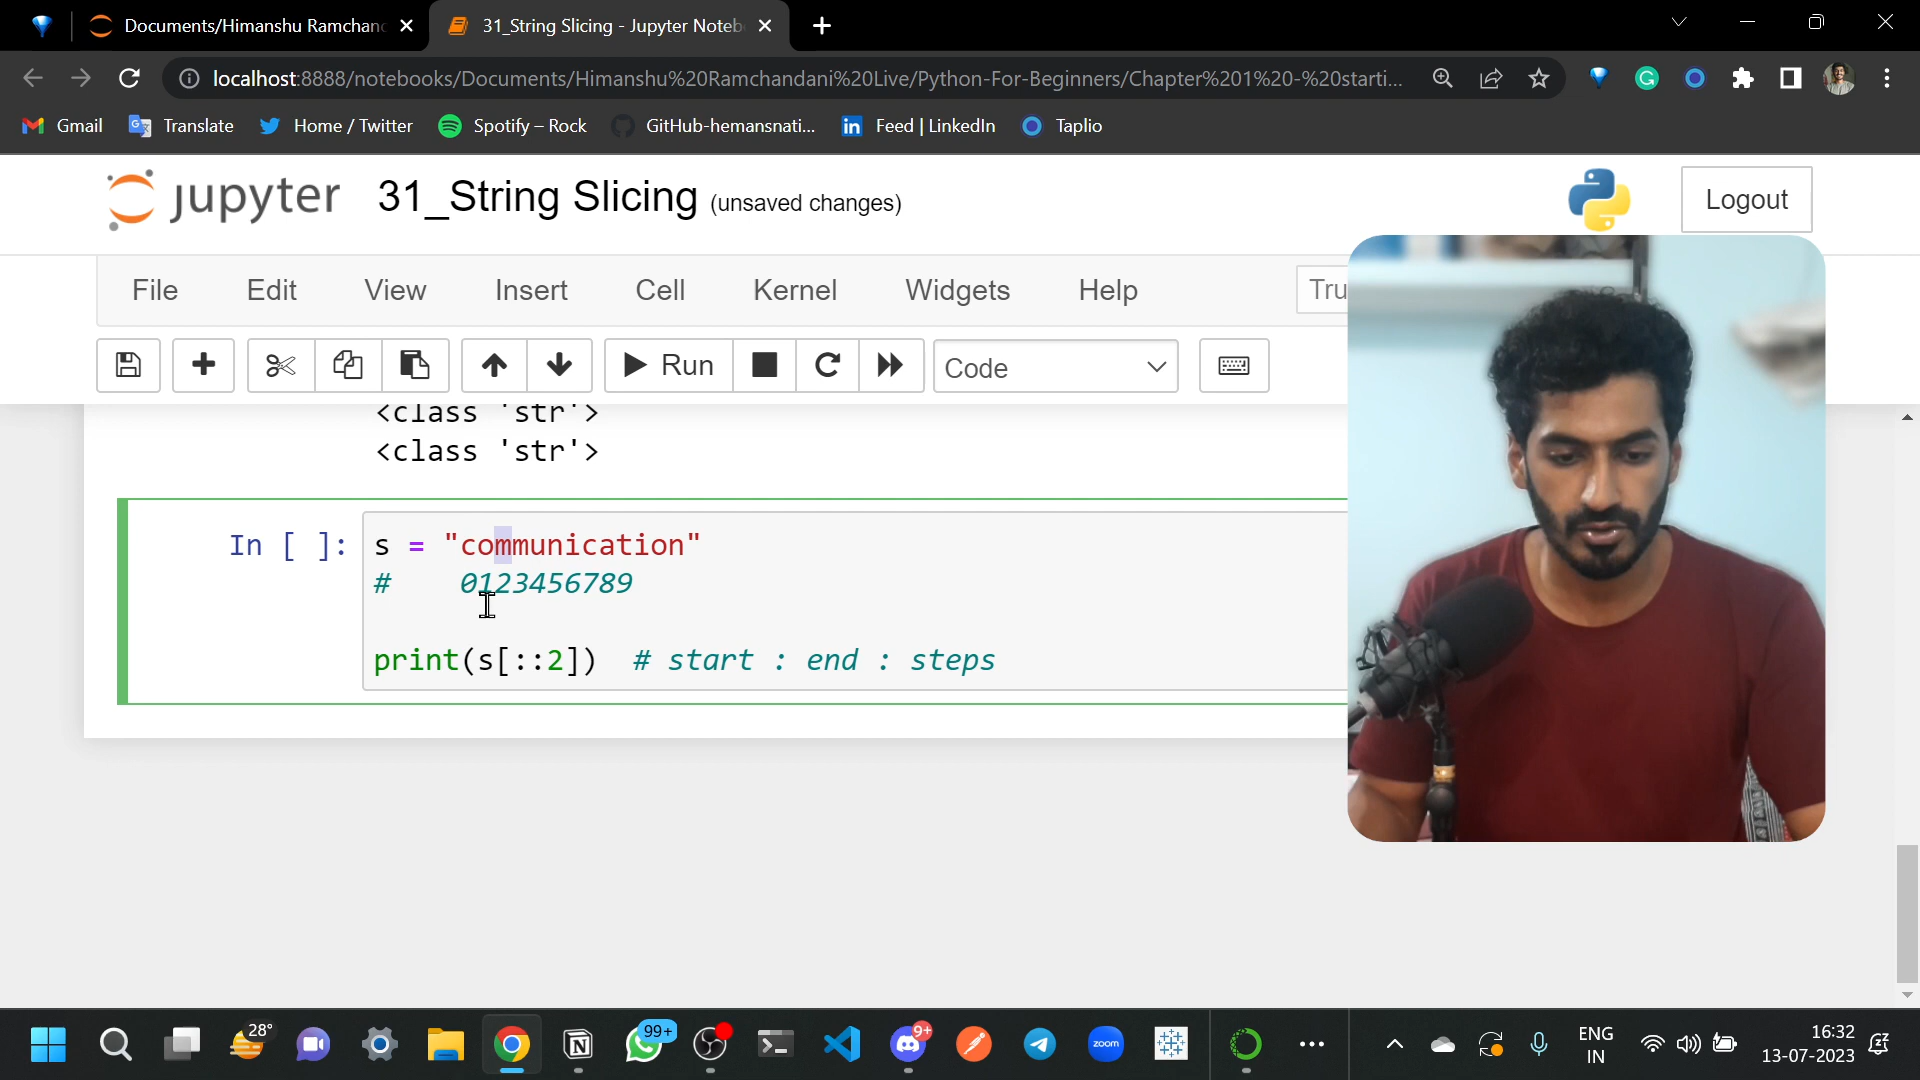 Documents/Himanshu Ramchan
31_String Slicing - Jupyter Noteb
localhost:8888/notebooks/Documents/Himanshu%20Ramchandani%20Live/Python-For-Beginners/Chapter%201%20-%20starti...
Gmail
Translate
Home / Twitter
Spotify – Rock
GitHub-hemansnati...
Feed | LinkedIn
Taplio
jupyter
31_String Slicing (unsaved changes)
Logout
File
Edit
View
Insert
Cell
Kernel
Widgets
Help
Tru
Run
Code
<class 'str'>
<class 'str'>
In [ ]:
s = "communication"
#    0123456789
print(s[::2])  # start : end : steps
28°
99+
9+
zoom
ENG
IN
16:32
13-07-2023